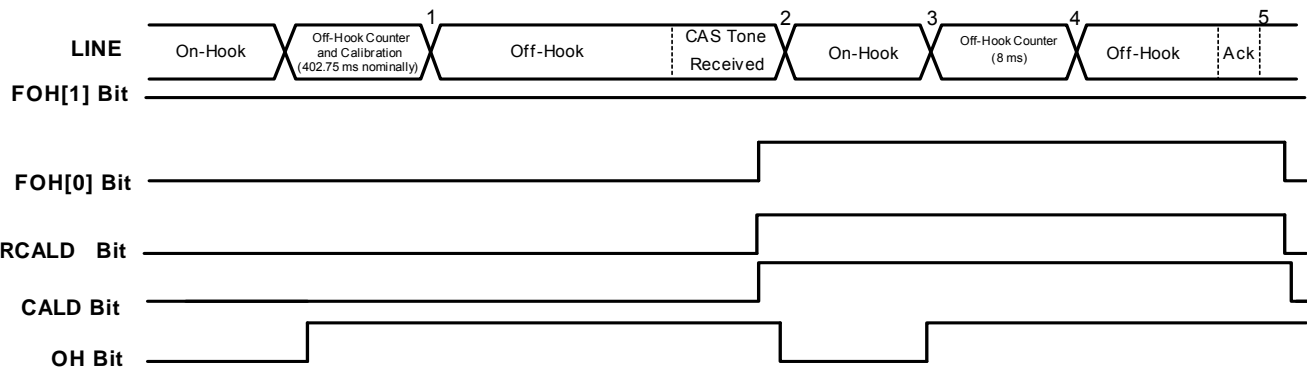 1 2 3 4 5
LINE
On-Hook
Off-Hook Counter
and Calibration
(402.75 ms nominally)
Off-Hook
CAS Tone
Received
On-Hook
Off-Hook Counter
(8 ms)
Off-Hook
Ack
FOH[1] Bit
FOH[0] Bit
RCALD Bit
CALD Bit
OH Bit